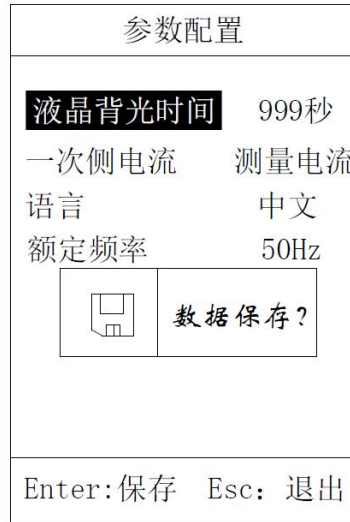 参数配置
液晶背光时间 999秒
一次侧电流 测量电流
语言 中文
额定频率 50Hz
数据保存?
Enter:保存 Esc: 退出